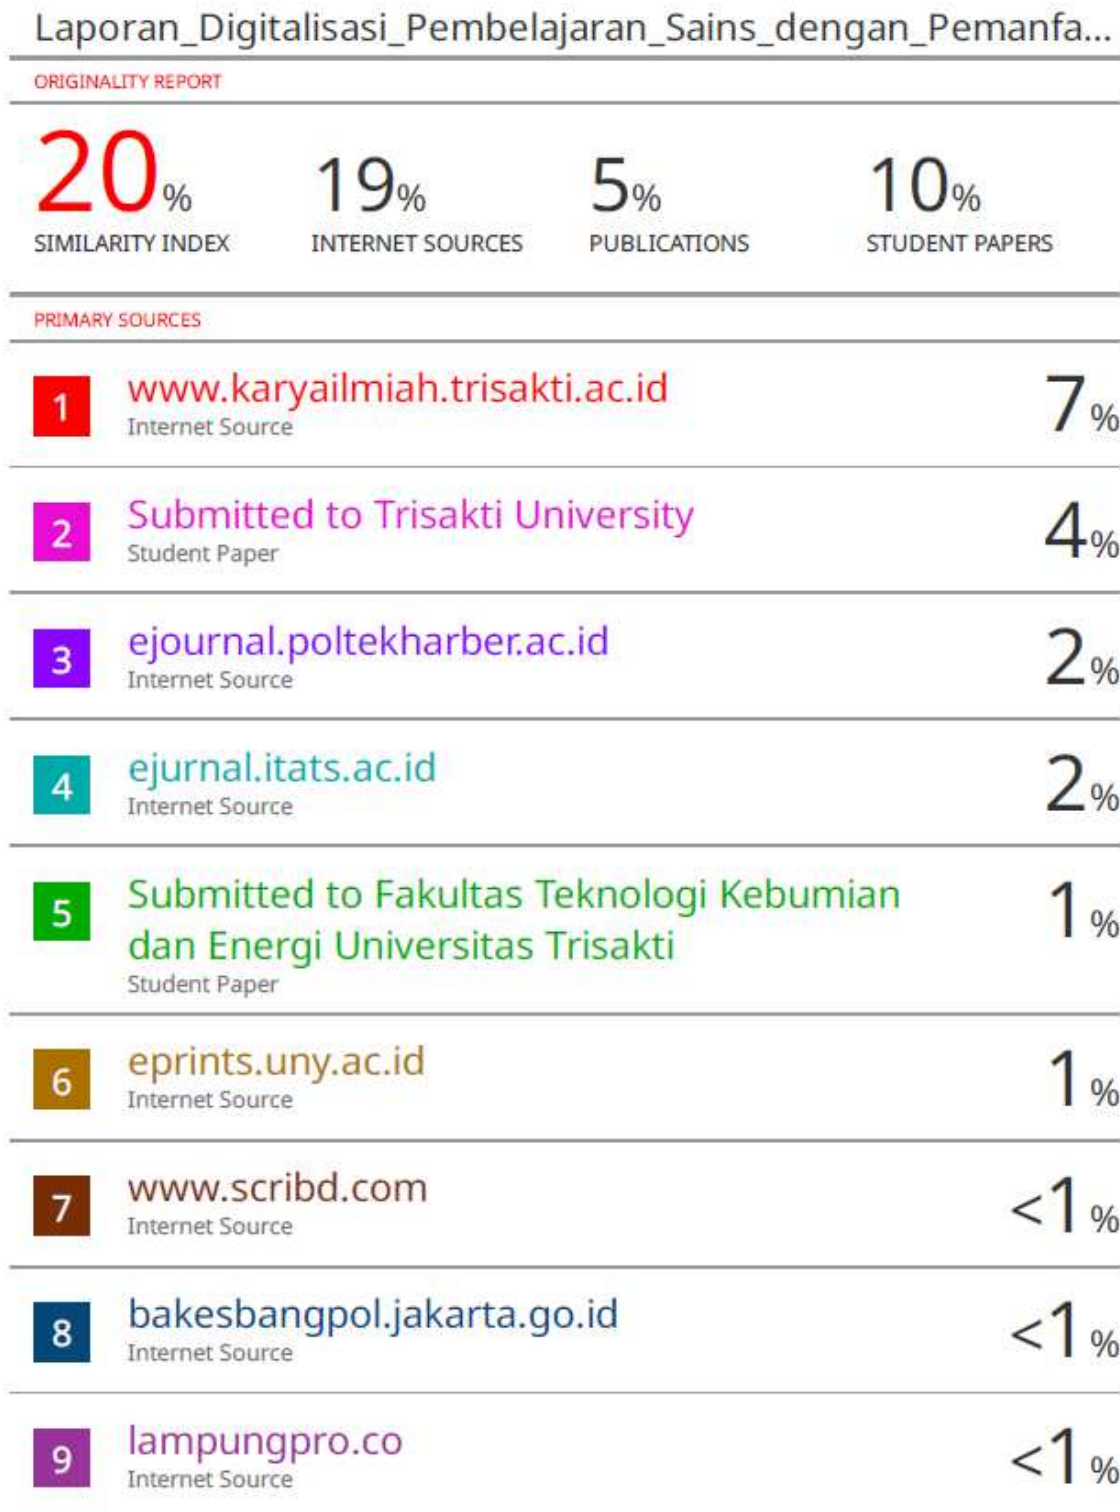 Laporan_Digitalisasi_Pembelajaran_Sains_dengan_Pemanfa...
ORIGINALITY REPORT
20% 19% 5% 10%
SIMILARITY INDEX INTERNET SOURCES PUBLICATIONS STUDENT PAPERS
PRIMARY SOURCES
1 www.karyailmiah.trisakti.ac.id 7%
Internet Source
2 Submitted to Trisakti University 4%
Student Paper
3 ejournal.poltekharber.ac.id 2%
Internet Source
4 ejurnal.itats.ac.id 2%
Internet Source
5 Submitted to Fakultas Teknologi Kebumian 1%
dan Energi Universitas Trisakti
Student Paper
6 eprints.uny.ac.id 1%
Internet Source
7 www.scribd.com <1%
Internet Source
8 bakesbangpol.jakarta.go.id <1%
Internet Source
9 lampungpro.co <1%
Internet Source